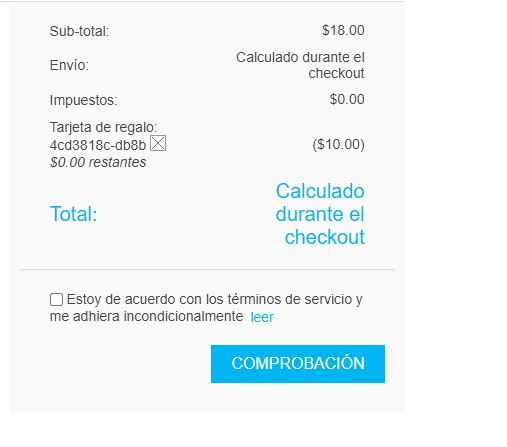 Sub-total: $18.00
Envío: Calculado durante el
checkout
Impuestos: $0.00
Tarjeta de regalo:
4cd3818c-db8b ($10.00)
$0.00 restantes
Total: Calculado
durante el
checkout
Estoy de acuerdo con los términos de servicio y
me adhiera incondicionalmente leer
COMPROBACIÓN